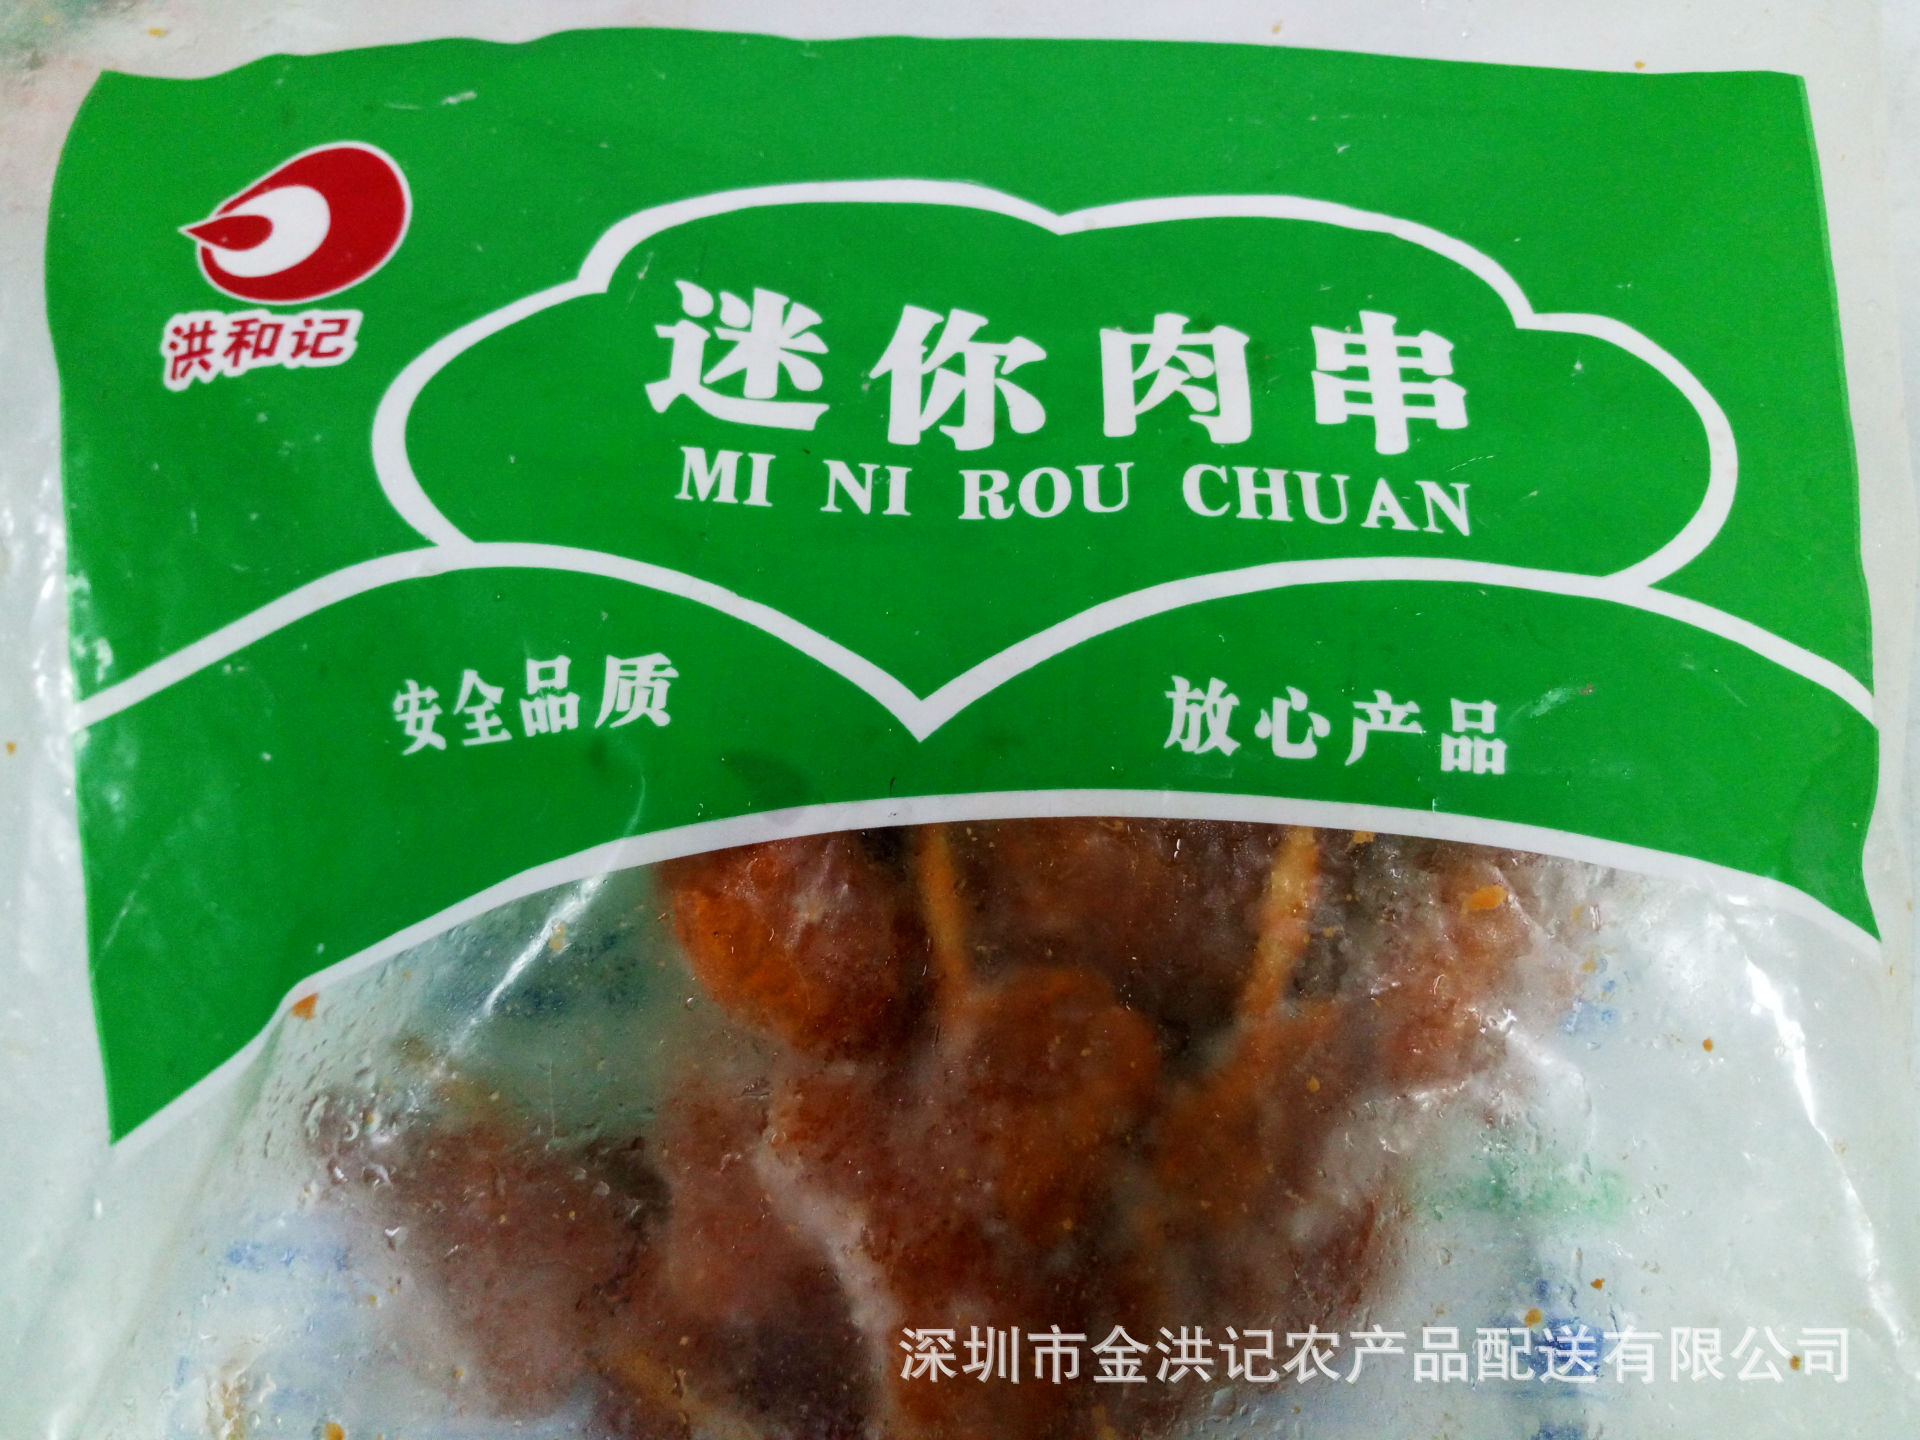 洪和记
迷你肉串
MI NI ROU CHUAN
安全品质
放心产品
深圳市金洪记农产品配送有限公司